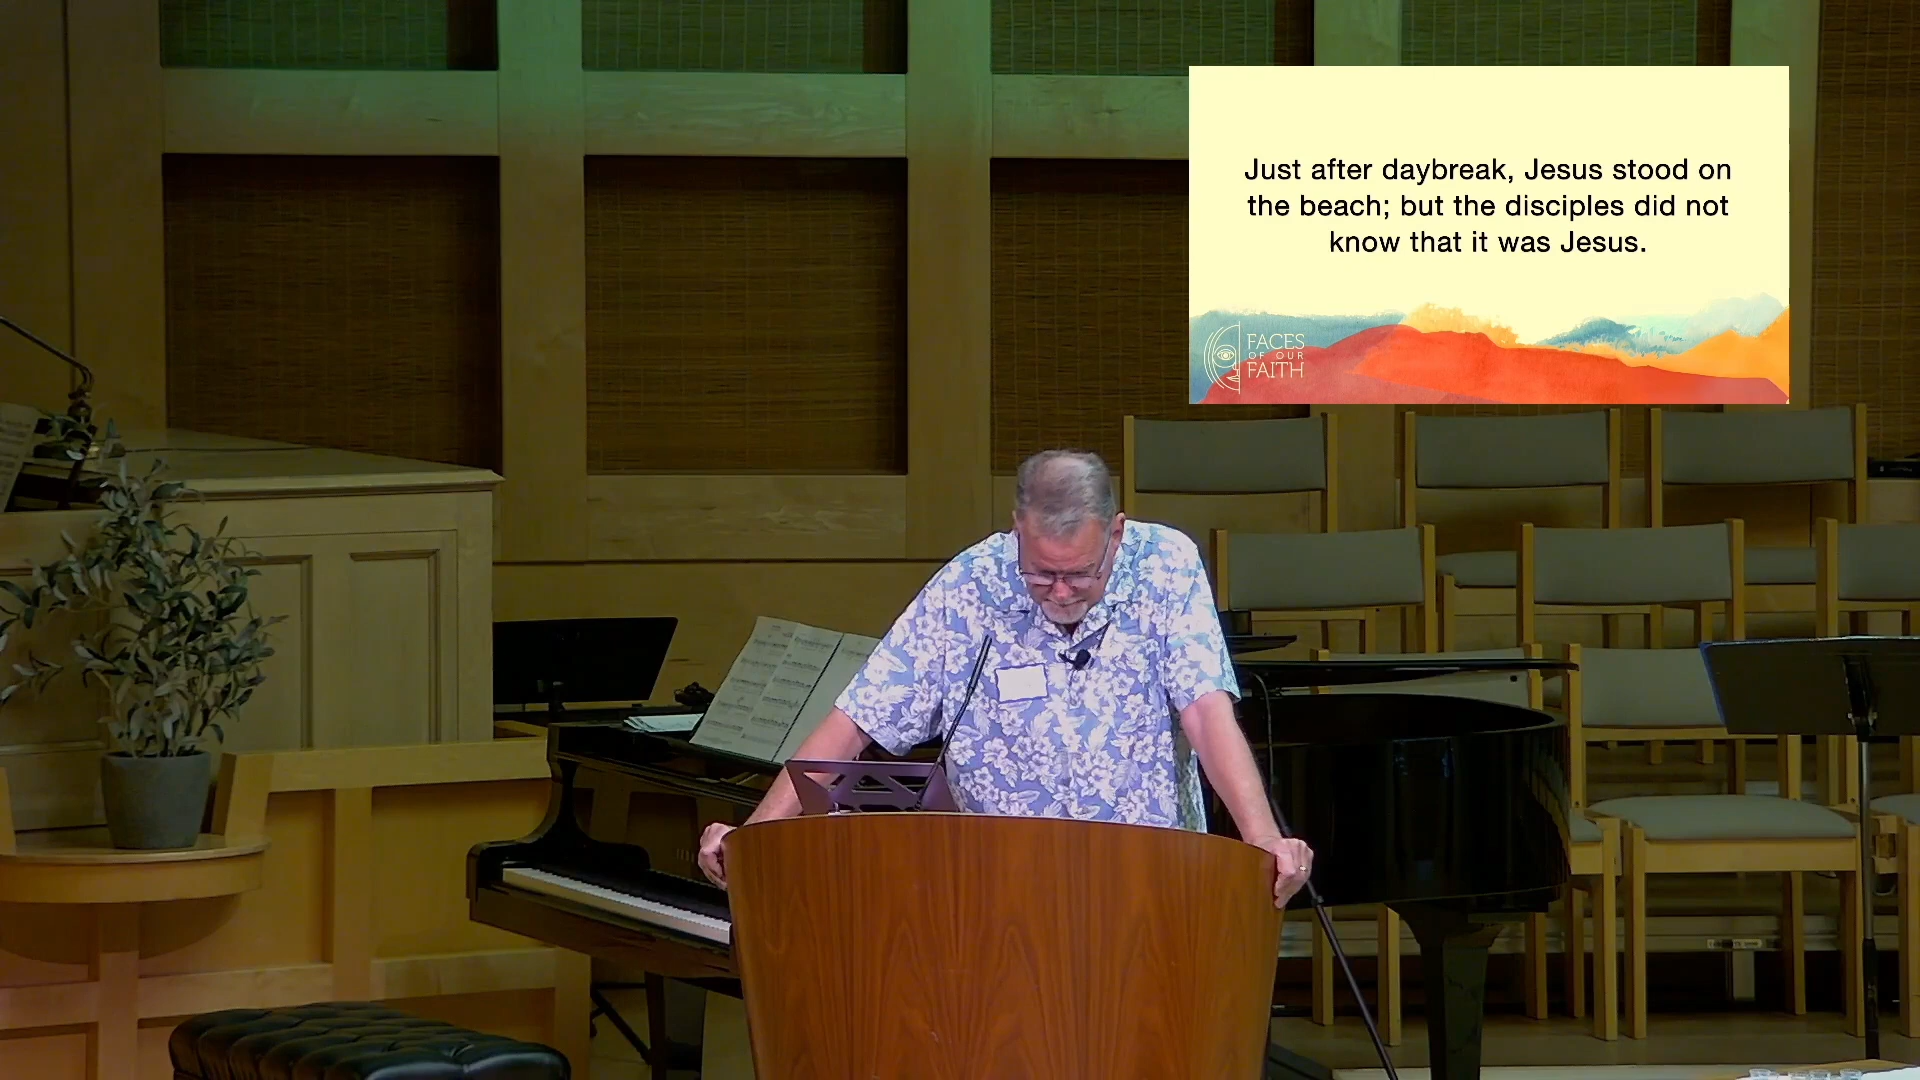 Just after daybreak, Jesus stood on
the beach; but the disciples did not
know that it was Jesus.
FACES
OF OUR
FAITH